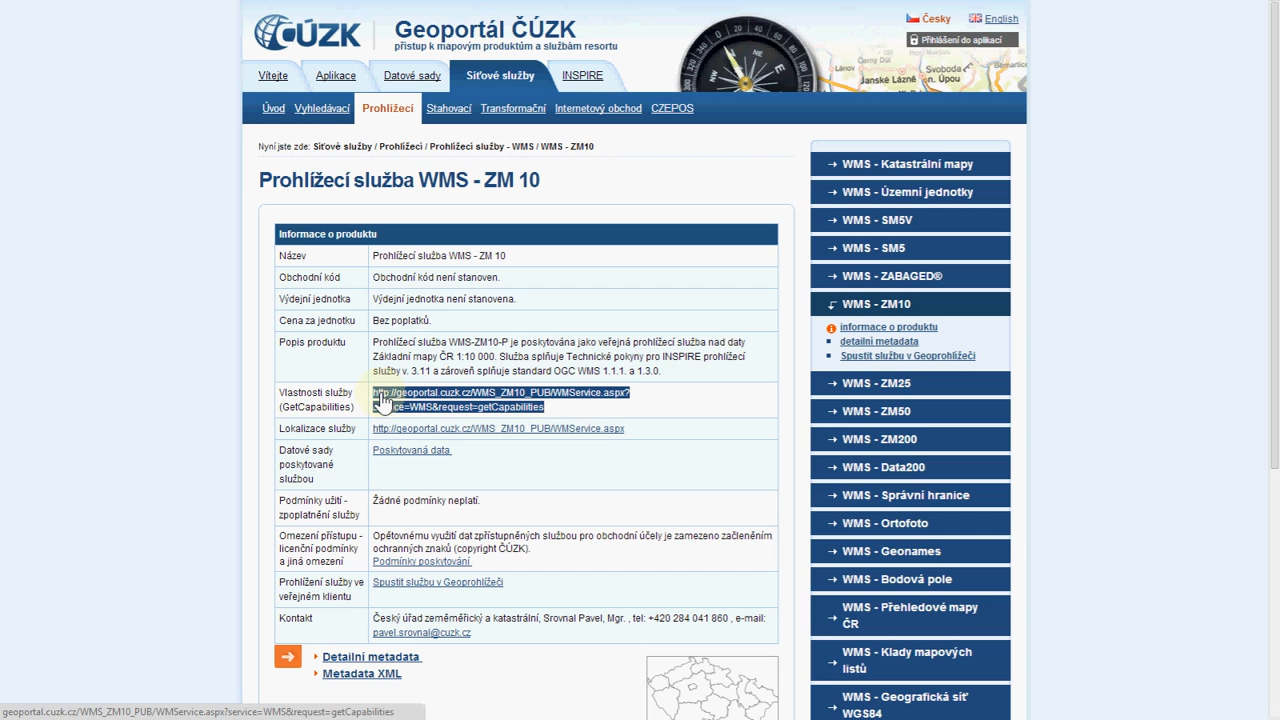 ČÚZK
Geoportál ČÚZK
přístup k mapovým produktům a službám resortu
Česky
English
Přihlášení do aplikací
Lánov
Černý Důl
Janské Lázně
Svoboda
n. Úpou
Bernartice
Vítejte
Aplikace
Datové sady
Síťové služby
INSPIRE
Úvod
Vyhledávací
Prohlížecí
Stahovací
Transformační
Internetový obchod
CZEPOS
Nyní jste zde: Síťové služby / Prohlížecí / Prohlížecí služby - WMS / WMS - ZM10
Prohlížecí služba WMS - ZM 10
Informace o produktu
Název
Prohlížecí služba WMS - ZM 10
Obchodní kód
Obchodní kód není stanoven.
Výdejní jednotka
Výdejní jednotka není stanovena.
Cena za jednotku
Bez poplatků.
Popis produktu
Prohlížecí služba WMS-ZM10-P je poskytována jako veřejná prohlížecí služba nad daty
Základní mapy ČR 1:10 000. Služba splňuje Technické pokyny pro INSPIRE prohlížecí
služby v. 3.11 a zároveň splňuje standard OGC WMS 1.1.1. a 1.3.0.
Vlastnosti služby
(GetCapabilities)
http://geoportal.cuzk.cz/WMS_ZM10_PUB/WMService.aspx?
ce=WMS&request=getCapabilities
Lokalizace služby
http://geoportal.cuzk.cz/WMS_ZM10_PUB/WMService.aspx
Datové sady
poskytované
službou
Poskytovaná data
Podmínky užití -
zpoplatnění služby
Žádné podmínky neplatí.
Omezení přístupu -
licenční podmínky
a jiná omezení
Opětovnému využití dat zpřístupněných službou pro obchodní účely je zamezeno začleněním
ochranných znaků (copyright ČÚZK).
Podmínky poskytování
Prohlížení služby ve
veřejném klientu
Spustit službu v Geoprohlížeči
Kontakt
Český úřad zeměměřický a katastrální, Srovnal Pavel, Mgr. , tel: +420 284 041 860 , e-mail:
pavel.srovnal@cuzk.cz
Detailní metadata
Metadata XML
WMS - Katastrální mapy
WMS - Územní jednotky
WMS - SM5V
WMS - SM5
WMS - ZABAGED®
WMS - ZM10
informace o produktu
detailní metadata
Spustit službu v Geoprohlížeči
WMS - ZM25
WMS - ZM50
WMS - ZM200
WMS - Data200
WMS - Správní hranice
WMS - Ortofoto
WMS - Geonames
WMS - Bodová pole
WMS - Přehledové mapy
ČR
WMS - Klady mapových
listů
WMS - Geografická síť
WGS84
geoportal.cuzk.cz/WMS_ZM10_PUB/WMService.aspx?service=WMS&request=getCapabilities